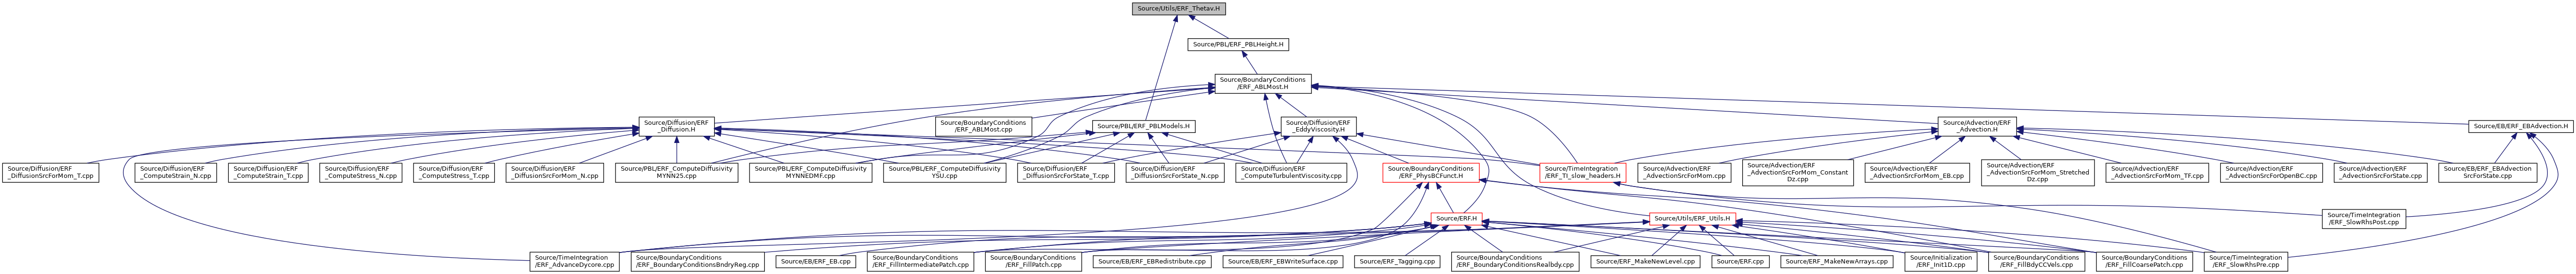 Source/Utils/ERF_Thetav.H
Source/PBL/ERF_PBLHeight.H
Source/BoundaryConditions
/ERF_ABLMost.H
Source/Diffusion/ERF
_Diffusion.H
Source/BoundaryConditions
/ERF_ABLMost.cpp
Source/PBL/ERF_PBLModels.H
Source/Diffusion/ERF
_EddyViscosity.H
Source/Advection/ERF
_Advection.H
Source/EB/ERF_EBAdvection.H
Source/Diffusion/ERF
_DiffusionSrcForMom_T.cpp
Source/Diffusion/ERF
_ComputeStrain_N.cpp
Source/Diffusion/ERF
_ComputeStrain_T.cpp
Source/Diffusion/ERF
_ComputeStress_N.cpp
Source/Diffusion/ERF
_ComputeStress_T.cpp
Source/Diffusion/ERF
_DiffusionSrcForMom_N.cpp
Source/PBL/ERF_ComputeDiffusivity
MYNN25.cpp
Source/PBL/ERF_ComputeDiffusivity
MYNNEDMF.cpp
Source/PBL/ERF_ComputeDiffusivity
YSU.cpp
Source/Diffusion/ERF
_DiffusionSrcForState_T.cpp
Source/Diffusion/ERF
_DiffusionSrcForState_N.cpp
Source/Diffusion/ERF
_ComputeTurbulentViscosity.cpp
Source/BoundaryConditions
/ERF_PhysBCFunct.H
Source/TimeIntegration
/ERF_TI_slow_headers.H
Source/Advection/ERF
_AdvectionSrcForMom.cpp
Source/Advection/ERF
_AdvectionSrcForMom_Constant
Dz.cpp
Source/Advection/ERF
_AdvectionSrcForMom_EB.cpp
Source/Advection/ERF
_AdvectionSrcForMom_Stretched
Dz.cpp
Source/Advection/ERF
_AdvectionSrcForMom_TF.cpp
Source/Advection/ERF
_AdvectionSrcForOpenBC.cpp
Source/Advection/ERF
_AdvectionSrcForState.cpp
Source/EB/ERF_EBAdvection
SrcForState.cpp
Source/ERF.H
Source/Utils/ERF_Utils.H
Source/TimeIntegration
/ERF_SlowRhsPost.cpp
Source/TimeIntegration
/ERF_AdvanceDycore.cpp
Source/BoundaryConditions
/ERF_BoundaryConditionsBndryReg.cpp
Source/EB/ERF_EB.cpp
Source/BoundaryConditions
/ERF_FillIntermediatePatch.cpp
Source/BoundaryConditions
/ERF_FillPatch.cpp
Source/EB/ERF_EBRedistribute.cpp
Source/EB/ERF_EBWriteSurface.cpp
Source/ERF_Tagging.cpp
Source/BoundaryConditions
/ERF_BoundaryConditionsRealbdy.cpp
Source/ERF_MakeNewLevel.cpp
Source/ERF.cpp
Source/ERF_MakeNewArrays.cpp
Source/Initialization
/ERF_Init1D.cpp
Source/BoundaryConditions
/ERF_FillBdyCCVels.cpp
Source/BoundaryConditions
/ERF_FillCoarsePatch.cpp
Source/TimeIntegration
/ERF_SlowRhsPre.cpp